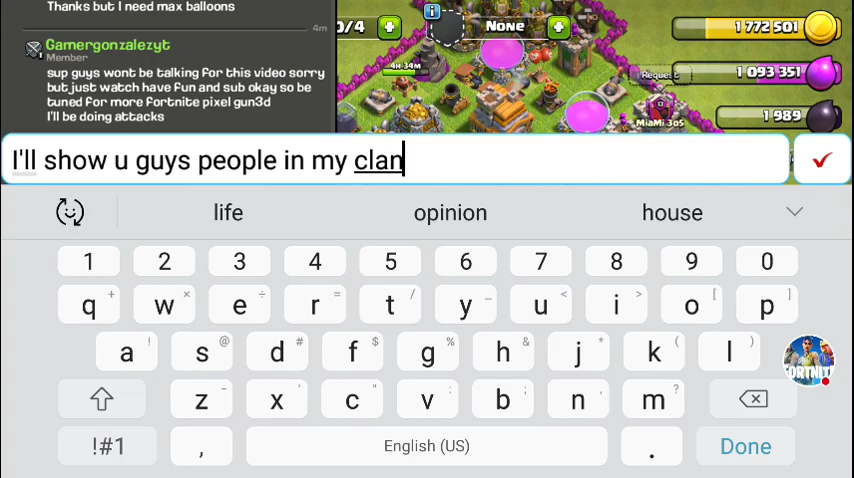 Thanks but I need max balloons
4m
Gamergonzalezyt
Member
sup guys wont be talking for this video sorry
but just watch have fun and sub okay so be
tuned for more fortnite pixel gun3d
I'll be doing attacks
0/4
None
1 772 501
4H 34M
Request
1 093 351
MiaMi 3o5
1 989
I'll show u guys people in my clan
life opinion house
1 2 3 4 5 6 7 8 9 0
q + w × e ÷ r = t / y _ u < i > o [ p ]
a ! s @ d # f $ g % h & j * k ( l )
z - x ' c " v : b ; n , m ?
!#1 , English (US) . Done
FORTNITE